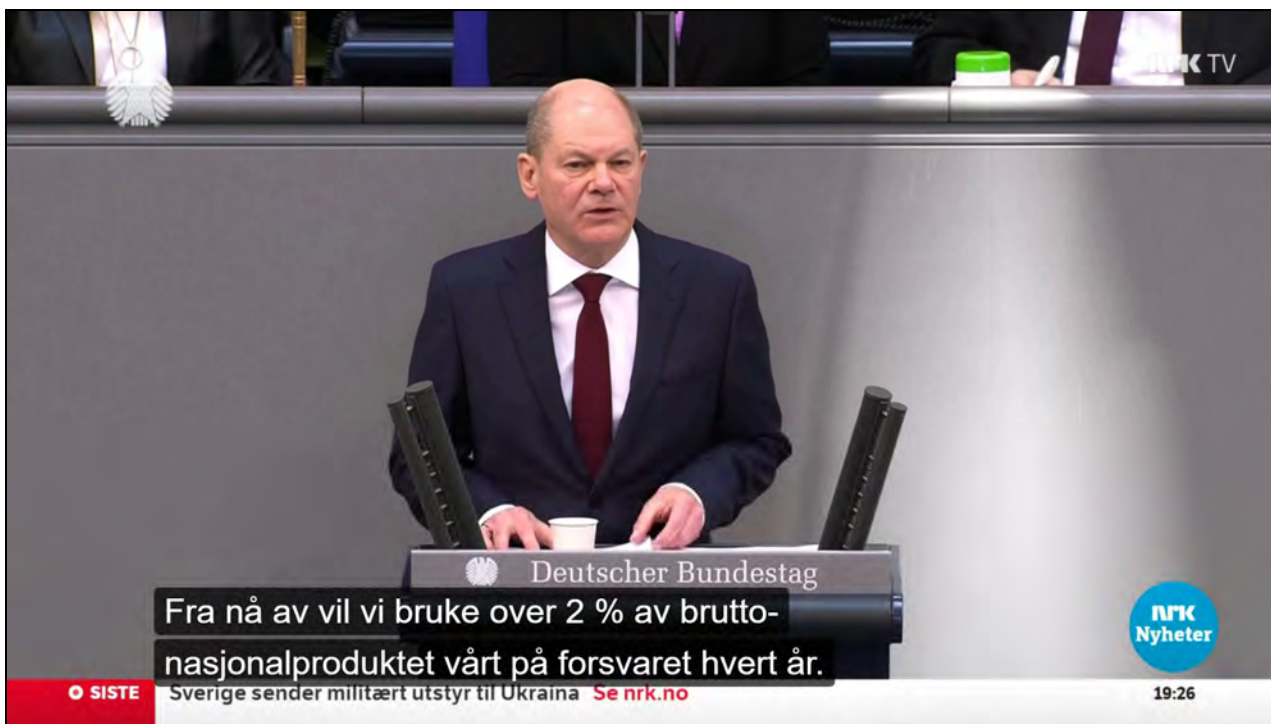 NRK TV
Deutscher Bundestag
Fra nå av vil vi bruke over 2 % av brutto-
nasjonalproduktet vårt på forsvaret hvert år.
NRK
Nyheter
SISTE Sverige sender militært utstyr til Ukraina Se nrk.no 19:26